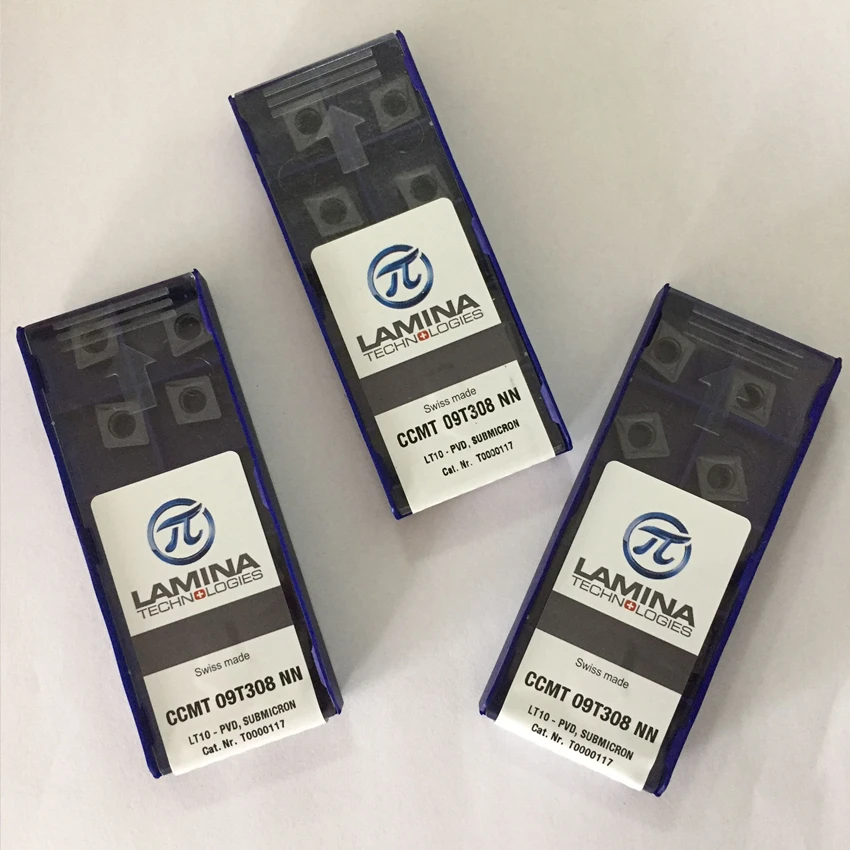 π
LAMINA
TECHNOLOGIES
Swiss made
CCMT 09T308 NN
LT10 - PVD, SUBMICRON
Cat. Nr. T0000117
π
LAMINA
TECHNOLOGIES
Swiss made
CCMT 09T308 NN
LT10 - PVD, SUBMICRON
Cat. Nr. T0000117
π
LAMINA
TECHNOLOGIES
Swiss made
CCMT 09T308 NN
LT10 - PVD, SUBMICRON
Cat. Nr. T0000117